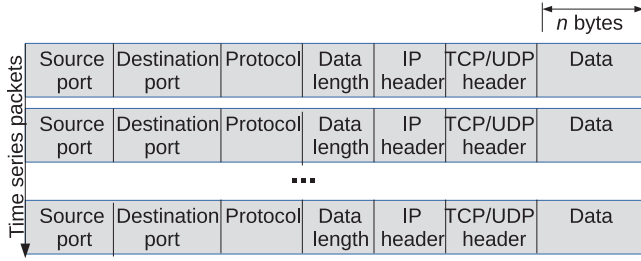 n bytes
Source port Destination port Protocol Data length IP header TCP/UDP header Data
Source port Destination port Protocol Data length IP header TCP/UDP header Data
...
Source port Destination port Protocol Data length IP header TCP/UDP header Data
Time series packets